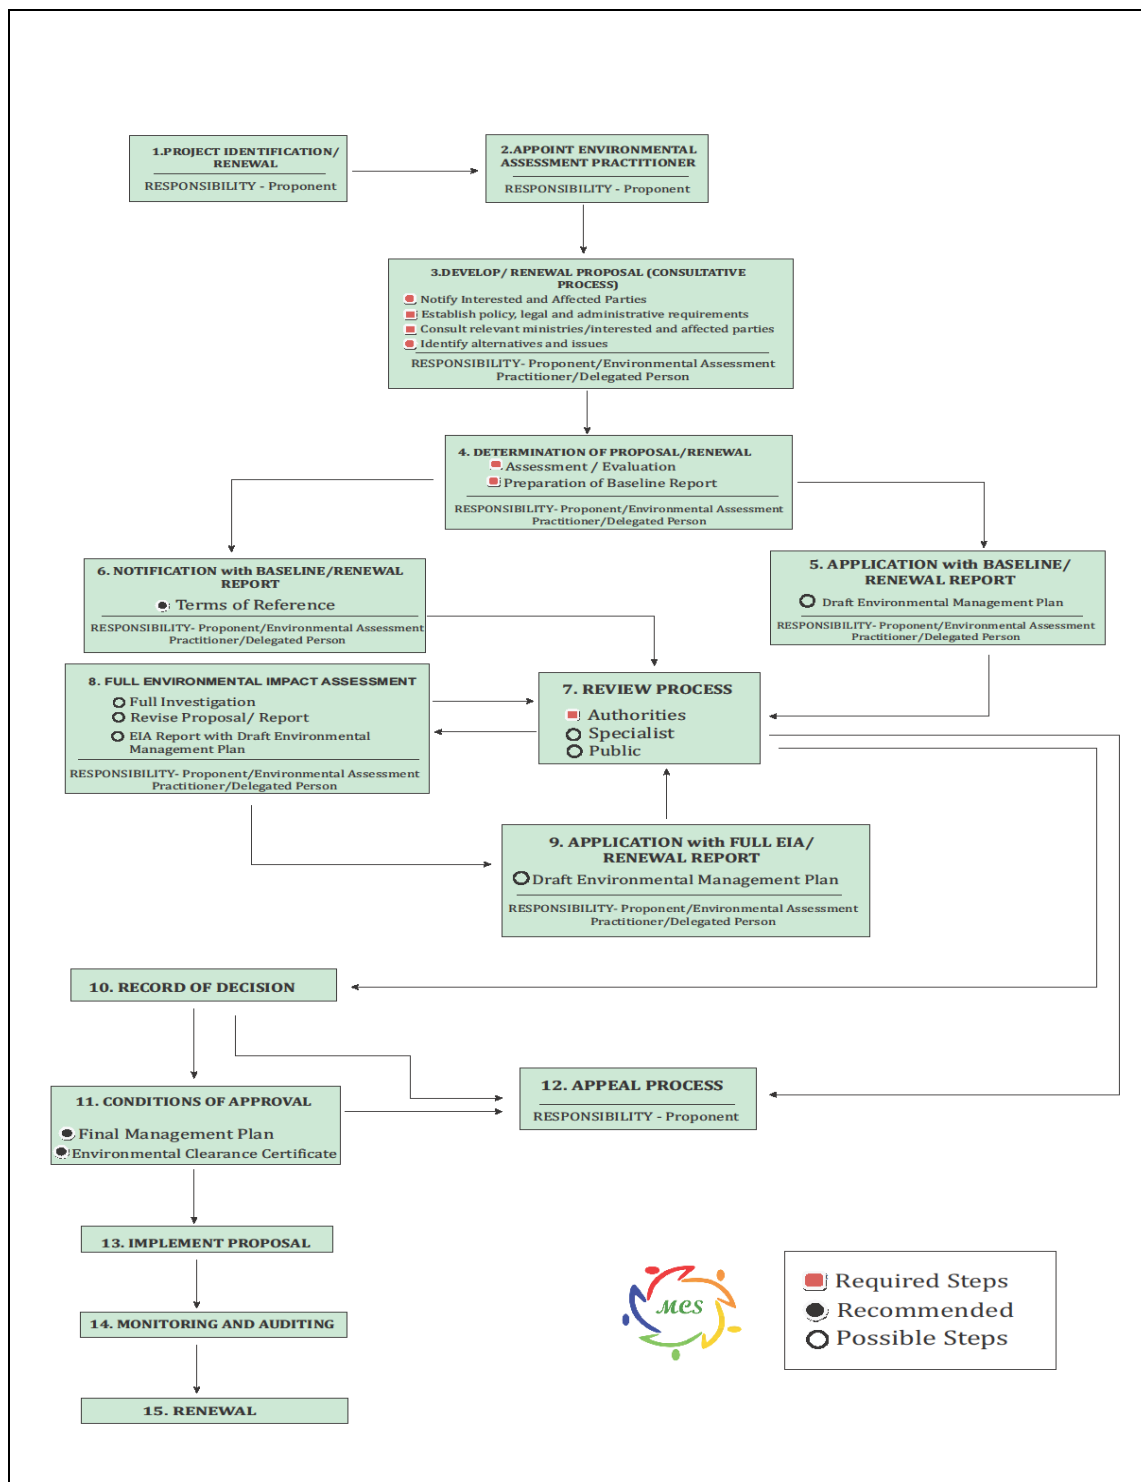 1.PROJECT IDENTIFICATION/
RENEWAL
RESPONSIBILITY - Proponent
2.APPOINT ENVIRONMENTAL
ASSESSMENT PRACTITIONER
RESPONSIBILITY - Proponent
3.DEVELOP/ RENEWAL PROPOSAL (CONSULTATIVE
PROCESS)
Notify Interested and Affected Parties
Establish policy, legal and administrative requirements
Consult relevant ministries/interested and affected parties
Identify alternatives and issues
RESPONSIBILITY- Proponent/Environmental Assessment
Practitioner/Delegated Person
4. DETERMINATION OF PROPOSAL/RENEWAL
Assessment / Evaluation
Preparation of Baseline Report
RESPONSIBILITY- Proponent/Environmental Assessment
Practitioner/Delegated Person
6. NOTIFICATION with BASELINE/RENEWAL
REPORT
Terms of Reference
RESPONSIBILITY- Proponent/Environmental Assessment
Practitioner/Delegated Person
5. APPLICATION with BASELINE/
RENEWAL REPORT
Draft Environmental Management Plan
RESPONSIBILITY- Proponent/Environmental Assessment
Practitioner/Delegated Person
8. FULL ENVIRONMENTAL IMPACT ASSESSMENT
Full Investigation
Revise Proposal/ Report
EIA Report with Draft Environmental
Management Plan
RESPONSIBILITY- Proponent/Environmental Assessment
Practitioner/Delegated Person
7. REVIEW PROCESS
Authorities
Specialist
Public
9. APPLICATION with FULL EIA/
RENEWAL REPORT
Draft Environmental Management Plan
RESPONSIBILITY- Proponent/Environmental Assessment
Practitioner/Delegated Person
10. RECORD OF DECISION
11. CONDITIONS OF APPROVAL
Final Management Plan
Environmental Clearance Certificate
12. APPEAL PROCESS
RESPONSIBILITY - Proponent
13. IMPLEMENT PROPOSAL
14. MONITORING AND AUDITING
15. RENEWAL
MCS
Required Steps
Recommended
Possible Steps